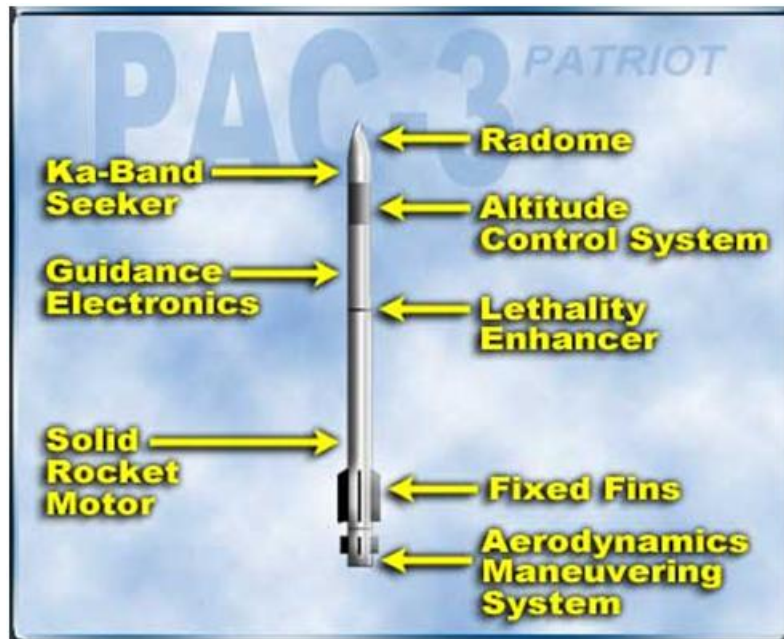 PAC-3 PATRIOT
Radome
Ka-Band
Seeker
Altitude
Control System
Guidance
Electronics
Lethality
Enhancer
Solid
Rocket
Motor
Fixed Fins
Aerodynamics
Maneuvering
System